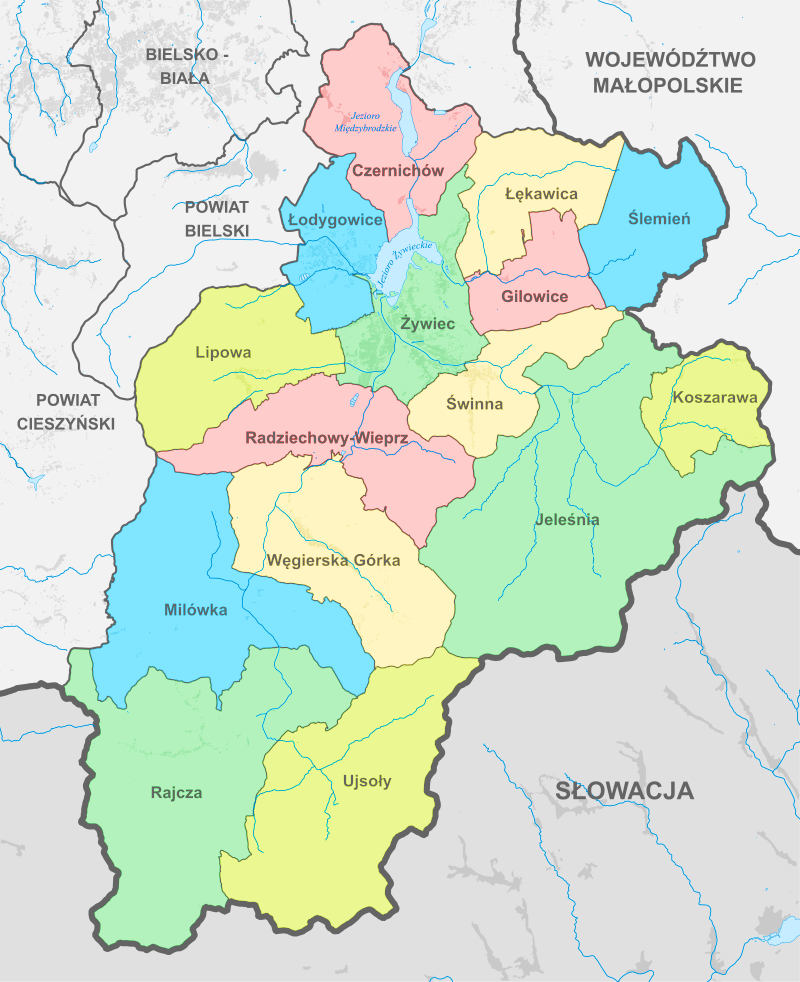 BIELSKO -
BIAŁA
WOJEWÓDŹTWO
MAŁOPOLSKIE
Jezioro
Międzybrodzkie
Czernichów
Łękawica
POWIAT
BIELSKI
Łodygowice
Ślemień
Jezioro Żywieckie
Gilowice
Żywiec
Lipowa
POWIAT
CIESZYŃSKI
Koszarawa
Świnna
Radziechowy-Wieprz
Jeleśnia
Węgierska Górka
Milówka
Ujsoły
Rajcza
SŁOWACJA